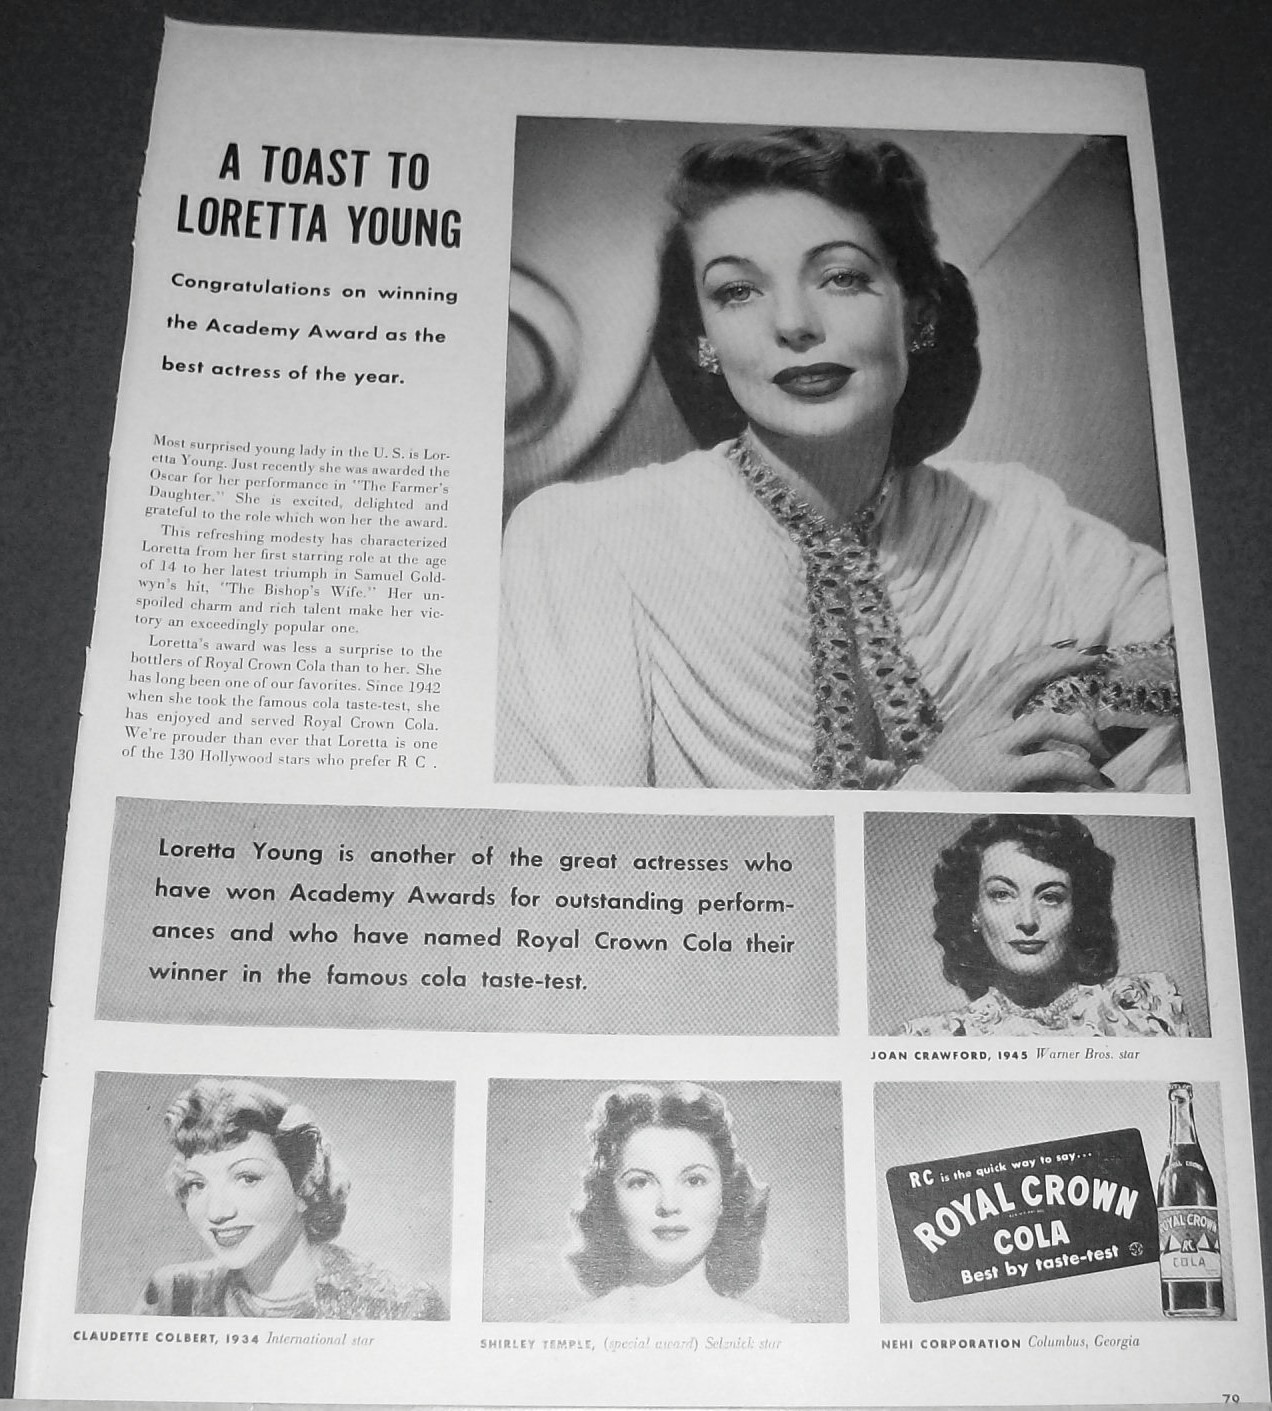 A TOAST TO
LORETTA YOUNG
Congratulations on winning
the Academy Award as the
best actress of the year.
Most surprised young lady in the U. S. is Lor-
etta Young. Just recently she was awarded the
Oscar for her performance in "The Farmer's
Daughter." She is excited, delighted and
grateful to the role which won her the award.
This refreshing modesty has characterized
Loretta from her first starring role at the age
of 14 to her latest triumph in Samuel Gold-
wyn's hit, "The Bishop's Wife." Her un-
spoiled charm and rich talent make her vic-
tory an exceedingly popular one.
Loretta's award was less a surprise to the
bottlers of Royal Crown Cola than to her. She
has long been one of our favorites. Since 1942
when she took the famous cola taste-test, she
has enjoyed and served Royal Crown Cola.
We're prouder than ever that Loretta is one
of the 130 Hollywood stars who prefer R C .
Loretta Young is another of the great actresses who
have won Academy Awards for outstanding perform-
ances and who have named Royal Crown Cola their
winner in the famous cola taste-test.
JOAN CRAWFORD, 1945 Warner Bros. star
CLAUDETTE COLBERT, 1934 International star
SHIRLEY TEMPLE, (special award) Selznick star
RC is the quick way to say...
ROYAL CROWN
COLA
Best by taste-test
ROYAL CROWN
RC
COLA
NEHI CORPORATION Columbus, Georgia
79